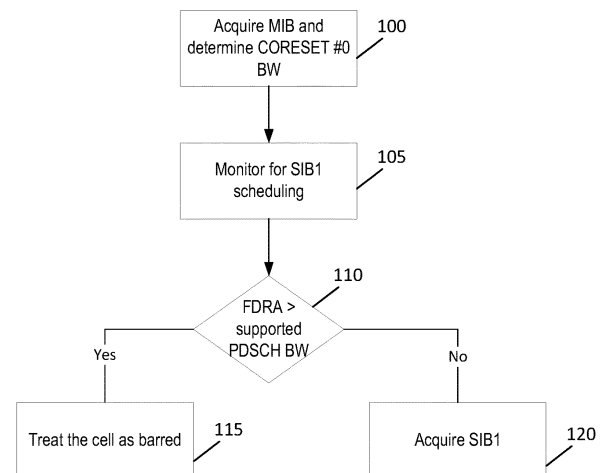 Acquire MIB and
determine CORESET #0
BW
100
Monitor for SIB1
scheduling
105
FDRA >
supported
PDSCH BW
110
Yes
No
Treat the cell as barred
115
Acquire SIB1
120